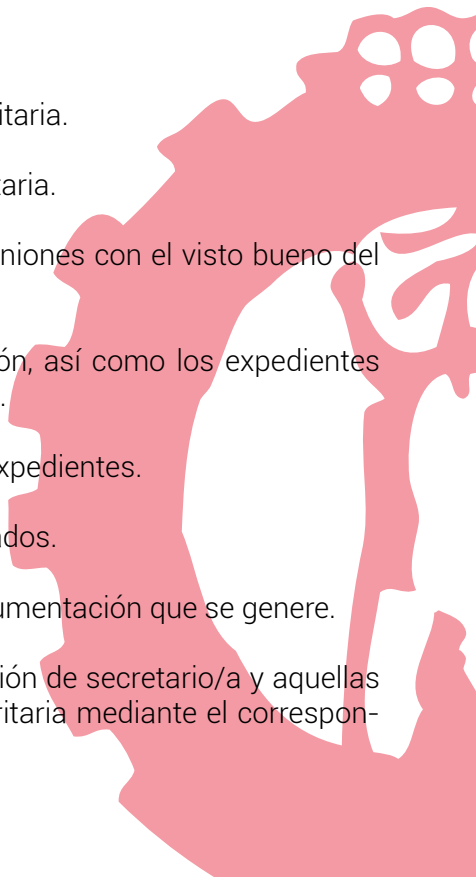 itaria.
taria.
niones con el visto bueno del
ón, así como los expedientes
.
xpedientes.
ados.
umentación que se genere.
ión de secretario/a y aquellas
ritaria mediante el correspon-